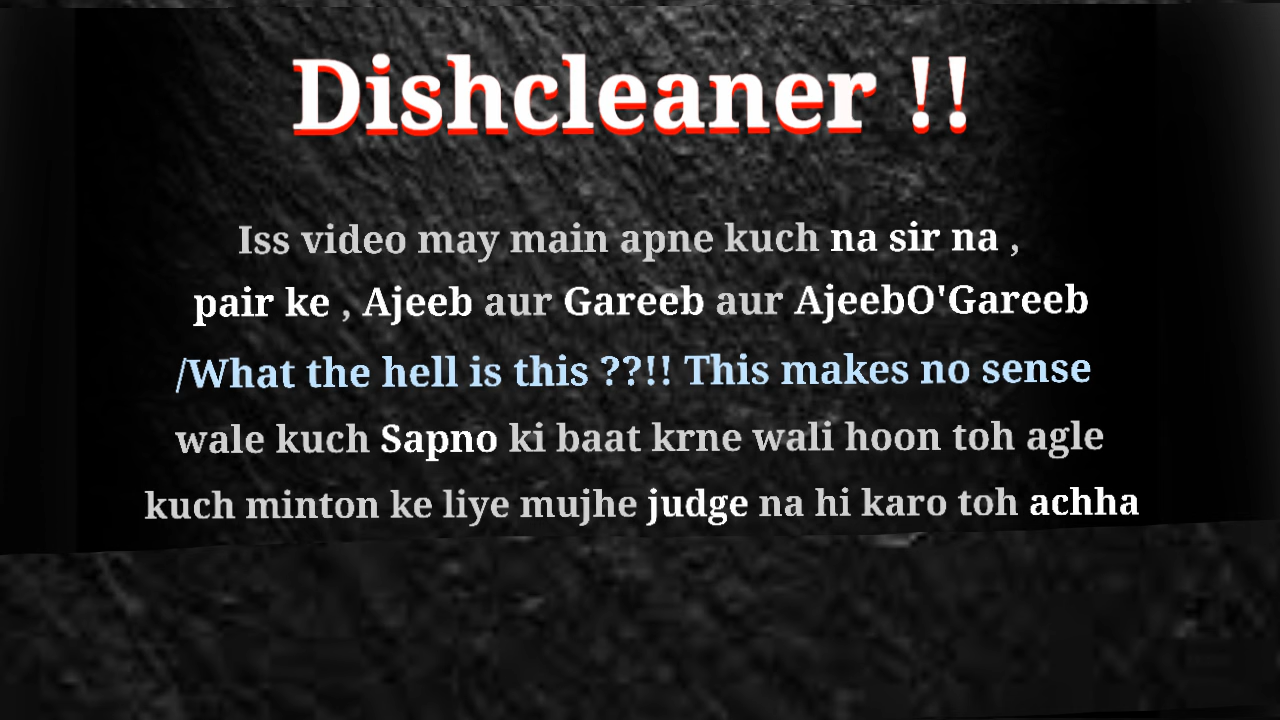 Dishcleaner !!
Iss video may main apne kuch na sir na ,
pair ke , Ajeeb aur Gareeb aur AjeebO'Gareeb
/What the hell is this ??!! This makes no sense
wale kuch Sapno ki baat krne wali hoon toh agle
kuch minton ke liye mujhe judge na hi karo toh achha